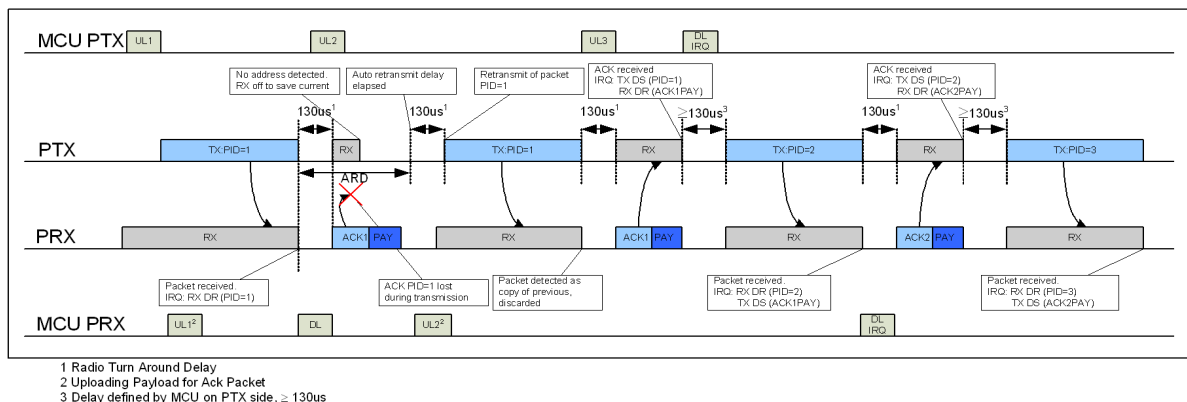 MCU PTX
UL1
UL2
UL3
DL
IRQ
No address detected.
RX off to save current
Auto retransmit delay
elapsed
Retransmit of packet
PID=1
ACK received
IRQ: TX DS (PID=1)
RX DR (ACK1PAY)
ACK received
IRQ: TX DS (PID=2)
RX DR (ACK2PAY)
130us1
130us1
130us1
≥130us3
130us1
≥130us3
PTX
TX:PID=1
RX
TX:PID=1
RX
TX:PID=2
RX
TX:PID=3
ARD
PRX
RX
ACK1
PAY
RX
ACK1
PAY
RX
ACK2
PAY
RX
Packet received.
IRQ: RX DR (PID=1)
ACK PID=1 lost
during transmission
Packet detected as
copy of previous,
discarded
Packet received.
IRQ: RX DR (PID=2)
TX DS (ACK1PAY)
Packet received.
IRQ: RX DR (PID=3)
TX DS (ACK2PAY)
MCU PRX
UL1²
DL
UL2²
DL
IRQ
1 Radio Turn Around Delay
2 Uploading Payload for Ack Packet
3 Delay defined by MCU on PTX side, ≥ 130us